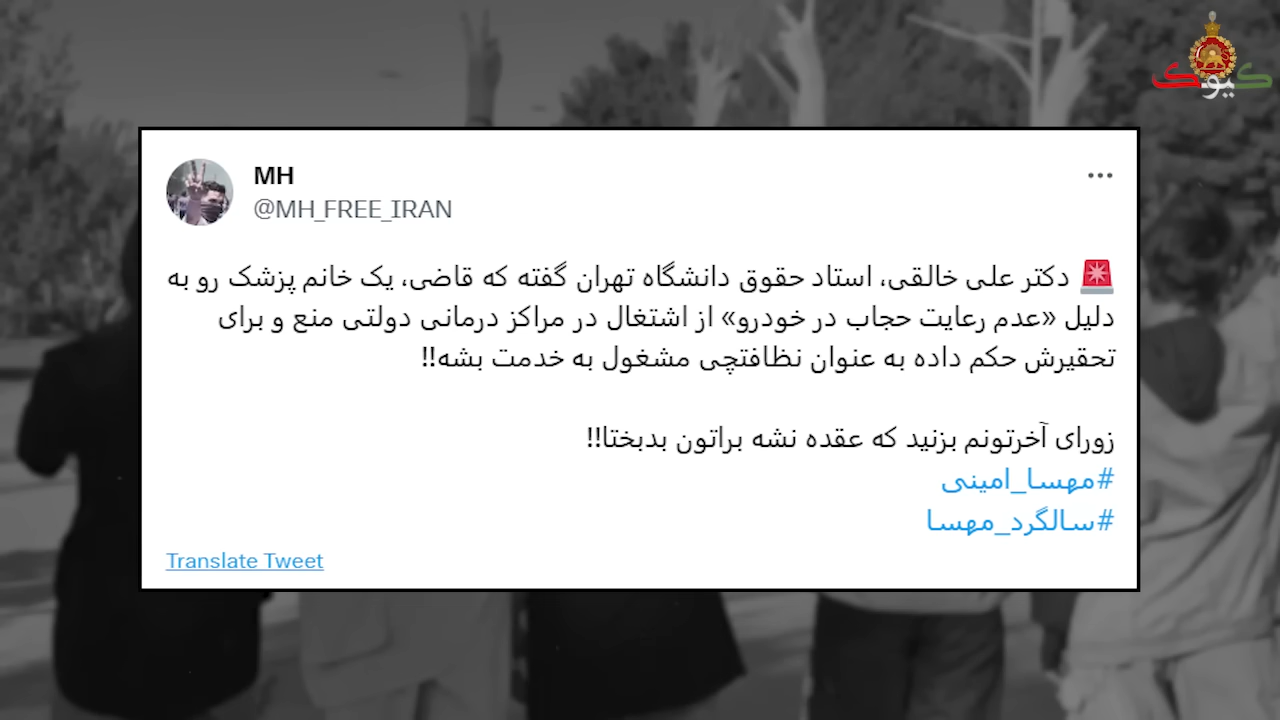 کیوک
MH
@MH_FREE_IRAN
🚨 دکتر علی خالقی، استاد حقوق دانشگاه تهران گفته که قاضی، یک خانم پزشک رو به
دلیل «عدم رعایت حجاب در خودرو» از اشتغال در مراکز درمانی دولتی منع و برای
تحقیرش حکم داده به عنوان نظافتچی مشغول به خدمت بشه!!
زورای آخرتونم بزنید که عقده نشه براتون بدبختا!!
#مهسا_امینی
#سالگرد_مهسا
Translate Tweet